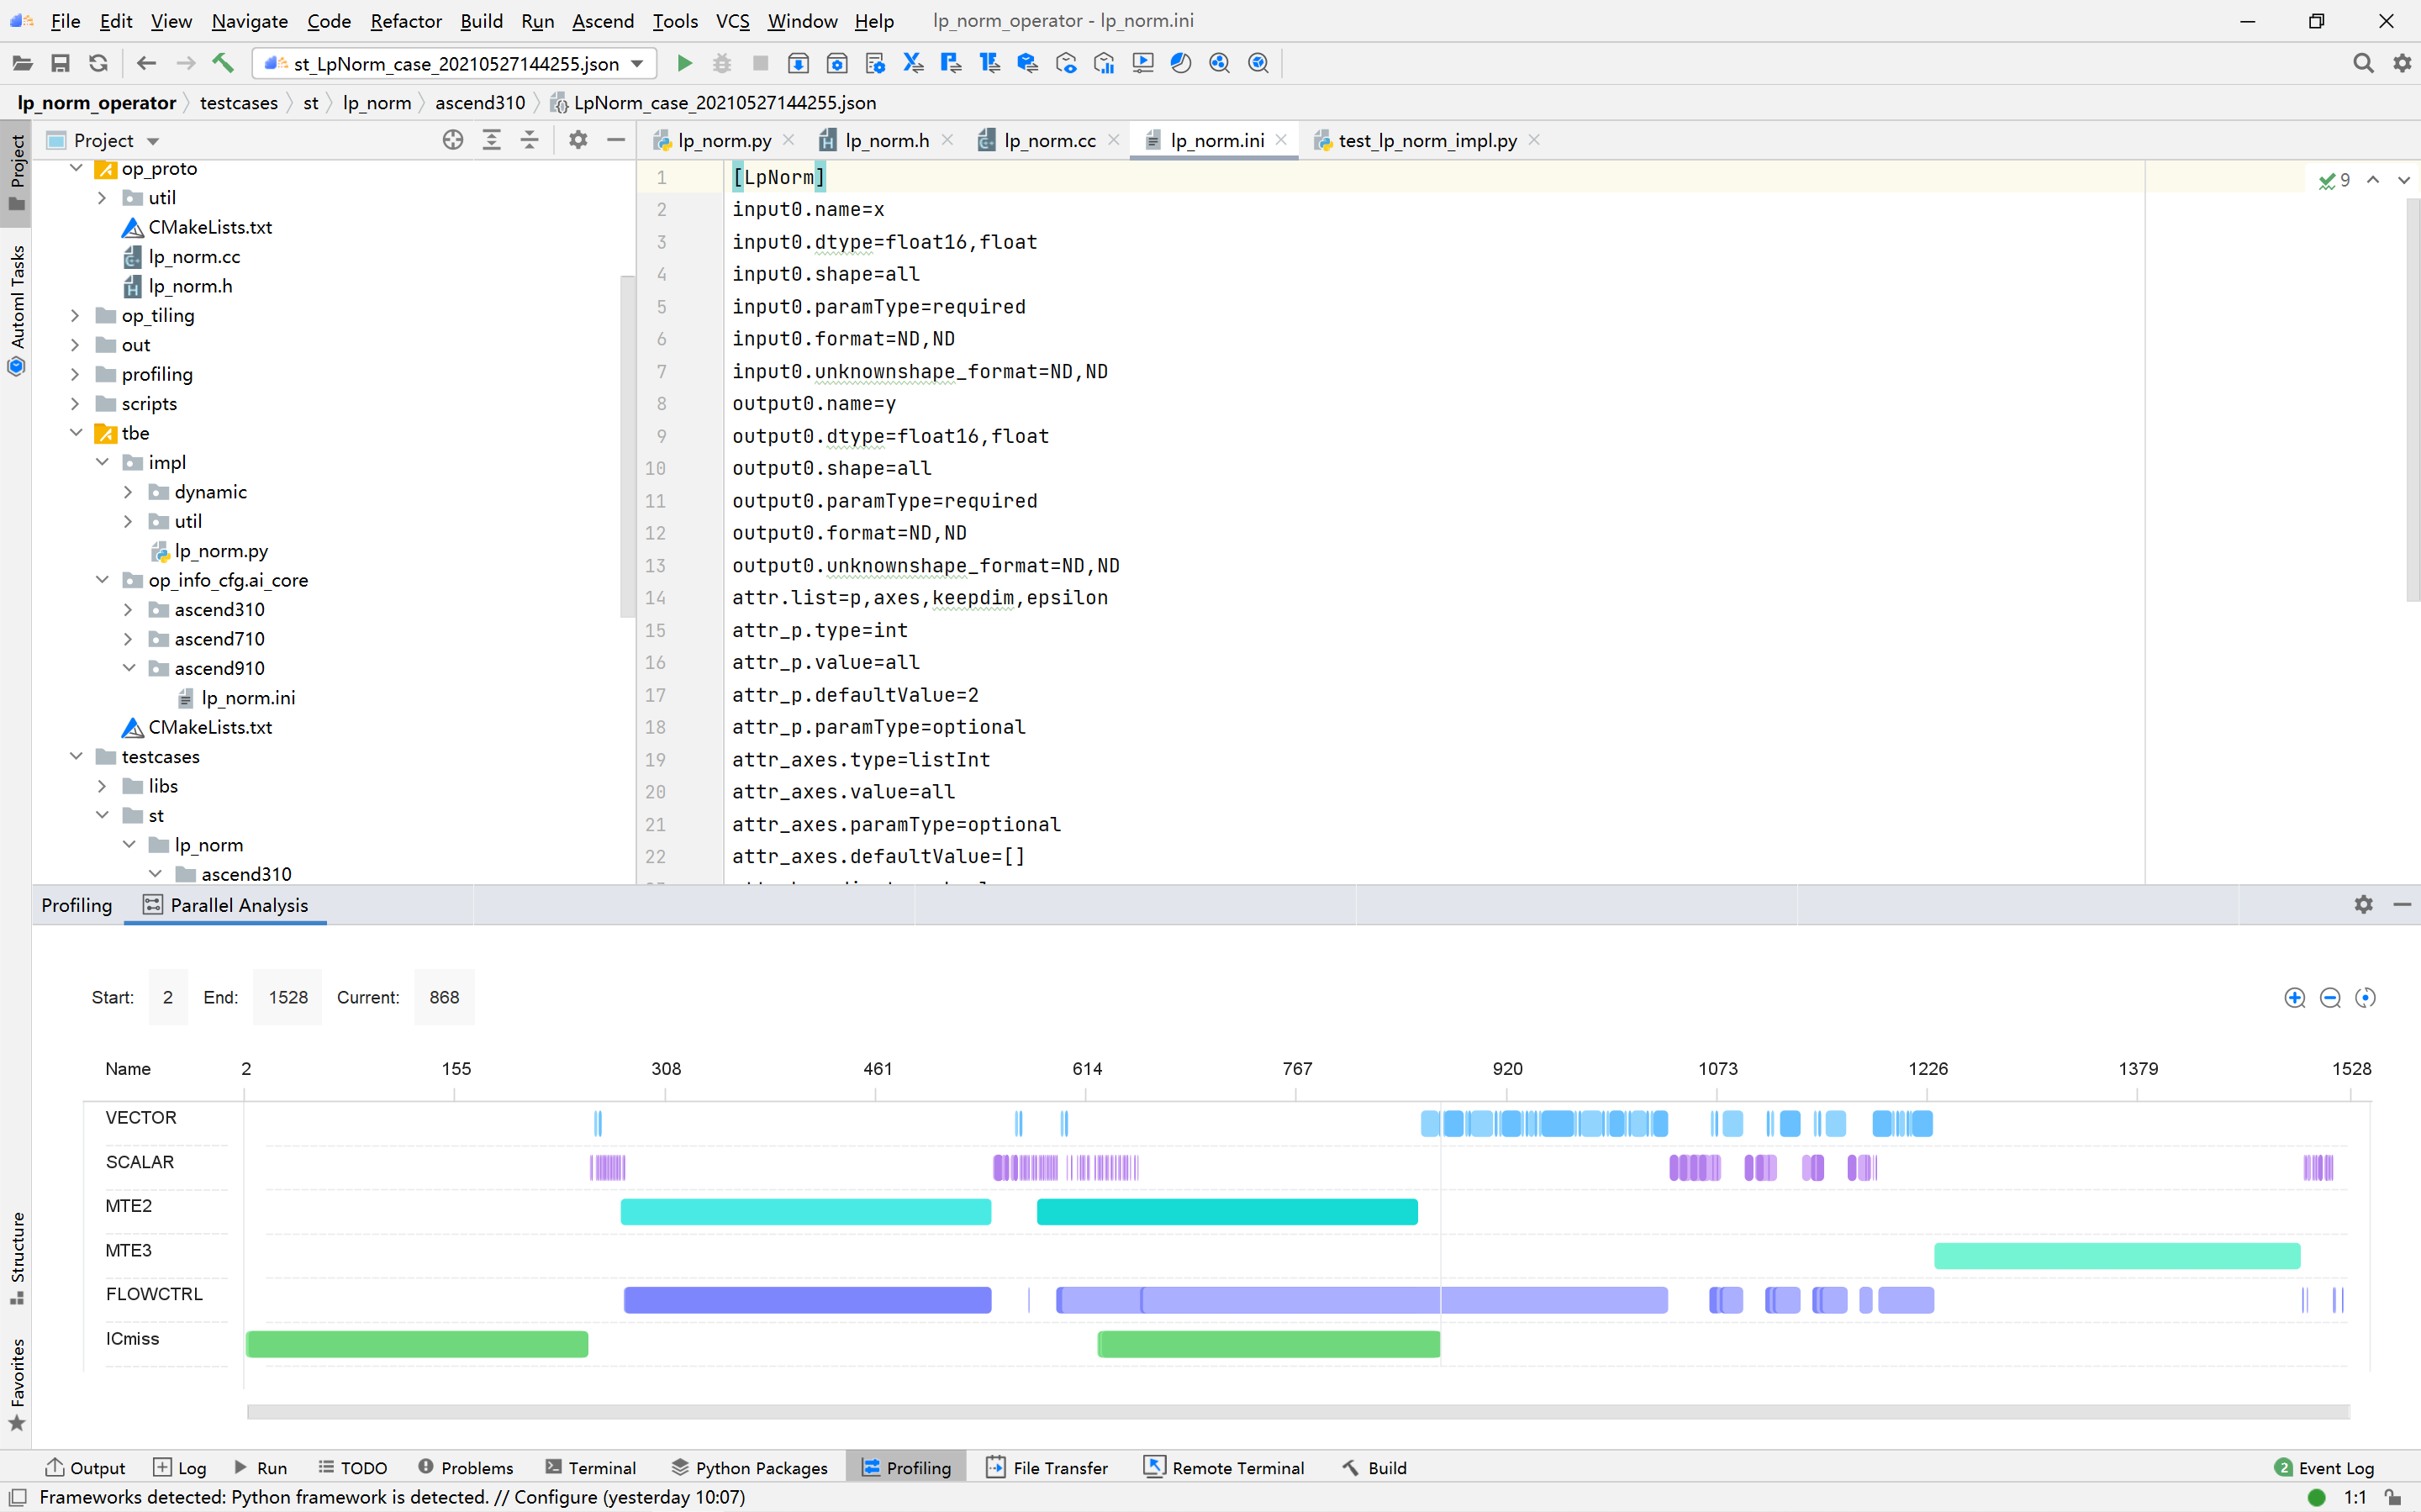 File Edit View Navigate Code Refactor Build Run Ascend Tools VCS Window Help lp_norm_operator - lp_norm.ini
st_LpNorm_case_20210527144255.json
lp_norm_operator testcases st lp_norm ascend310 LpNorm_case_20210527144255.json
Project
lp_norm.py lp_norm.h lp_norm.cc lp_norm.ini test_lp_norm_impl.py
Project
Automl Tasks
Structure
Favorites
op_proto
util
CMakeLists.txt
lp_norm.cc
lp_norm.h
op_tiling
out
profiling
scripts
tbe
impl
dynamic
util
lp_norm.py
op_info_cfg.ai_core
ascend310
ascend710
ascend910
lp_norm.ini
CMakeLists.txt
testcases
libs
st
lp_norm
ascend310
1 [LpNorm]
2 input0.name=x
3 input0.dtype=float16,float
4 input0.shape=all
5 input0.paramType=required
6 input0.format=ND,ND
7 input0.unknownshape_format=ND,ND
8 output0.name=y
9 output0.dtype=float16,float
10 output0.shape=all
11 output0.paramType=required
12 output0.format=ND,ND
13 output0.unknownshape_format=ND,ND
14 attr.list=p,axes,keepdim,epsilon
15 attr_p.type=int
16 attr_p.value=all
17 attr_p.defaultValue=2
18 attr_p.paramType=optional
19 attr_axes.type=listInt
20 attr_axes.value=all
21 attr_axes.paramType=optional
22 attr_axes.defaultValue=[]
9
Profiling Parallel Analysis
Start: 2 End: 1528 Current: 868
Name 2 155 308 461 614 767 920 1073 1226 1379 1528
VECTOR
SCALAR
MTE2
MTE3
FLOWCTRL
ICmiss
Output Log Run TODO Problems Terminal Python Packages Profiling File Transfer Remote Terminal Build 2 Event Log
Frameworks detected: Python framework is detected. // Configure (yesterday 10:07) 1:1